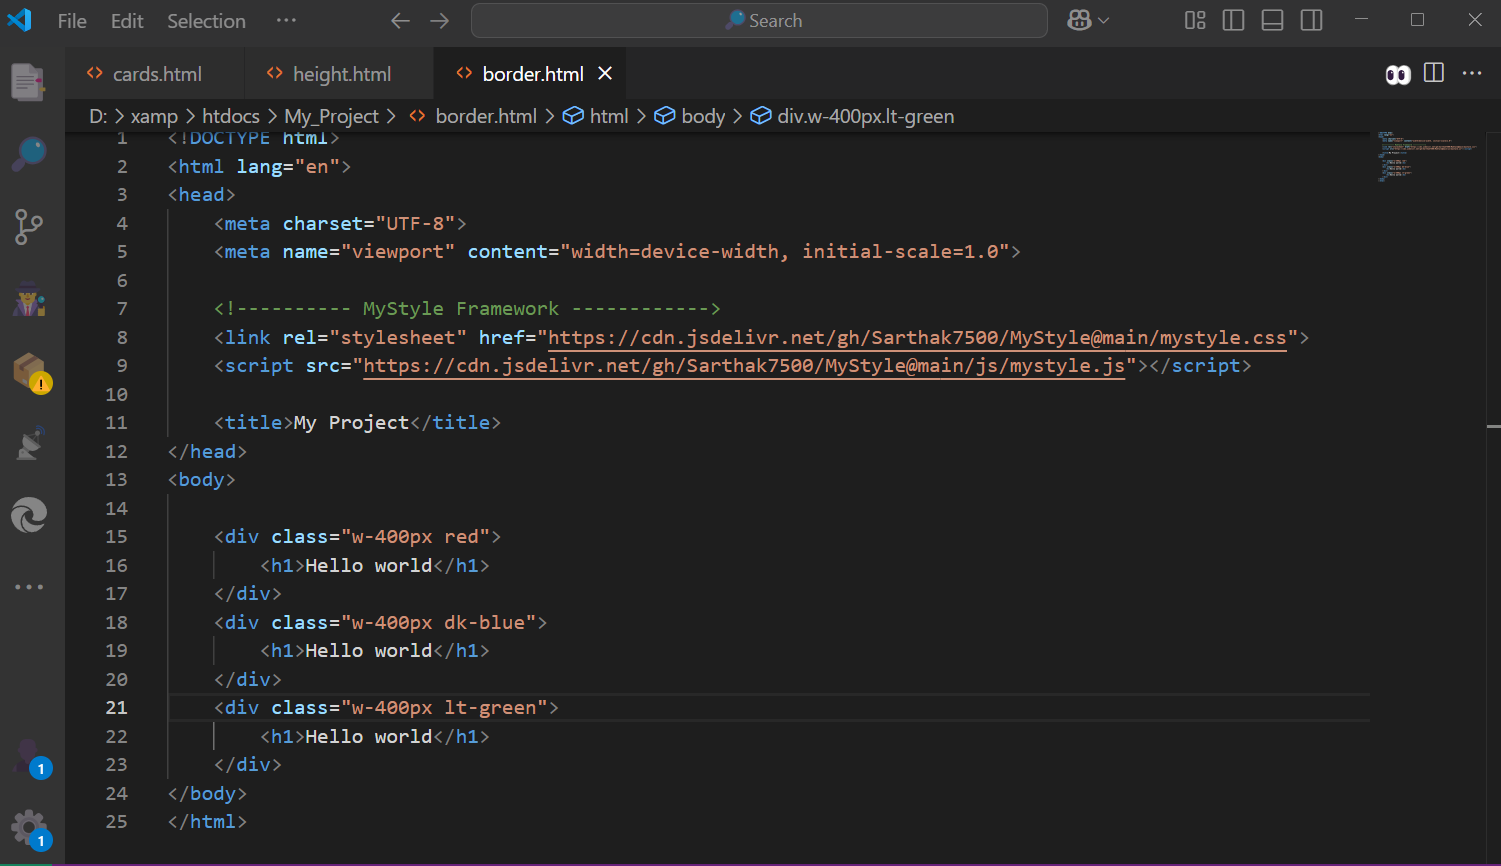 File Edit Selection ··· Search
cards.html height.html border.html
D: > xamp > htdocs > My_Project > border.html > html > body > div.w-400px.lt-green
1 <!DOCTYPE html>
2 <html lang="en">
3 <head>
4 <meta charset="UTF-8">
5 <meta name="viewport" content="width=device-width, initial-scale=1.0">
6
7 <!---------- MyStyle Framework ------------>
8 <link rel="stylesheet" href="https://cdn.jsdelivr.net/gh/Sarthak7500/MyStyle@main/mystyle.css">
9 <script src="https://cdn.jsdelivr.net/gh/Sarthak7500/MyStyle@main/js/mystyle.js"></script>
10
11 <title>My Project</title>
12 </head>
13 <body>
14
15 <div class="w-400px red">
16 <h1>Hello world</h1>
17 </div>
18 <div class="w-400px dk-blue">
19 <h1>Hello world</h1>
20 </div>
21 <div class="w-400px lt-green">
22 <h1>Hello world</h1>
23 </div>
24 </body>
25 </html>
1
1